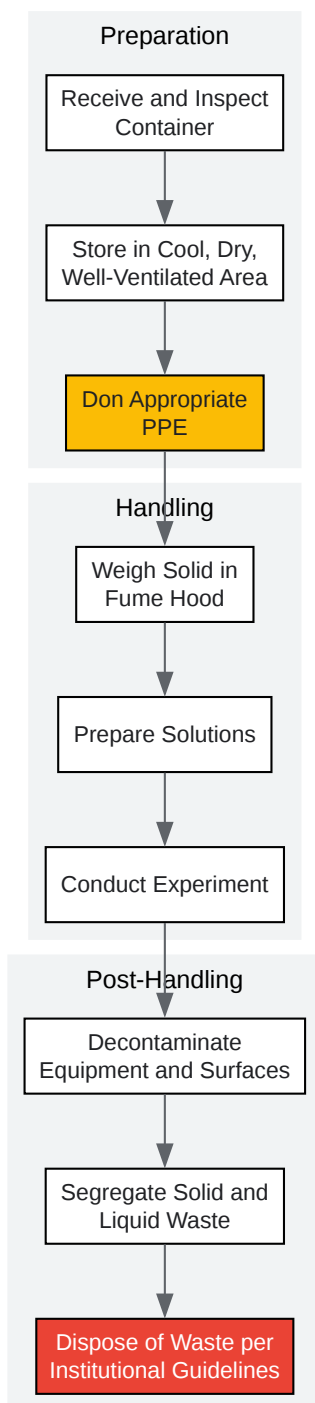 Preparation
Receive and Inspect
Container
Store in Cool, Dry,
Well-Ventilated Area
Don Appropriate
PPE
Handling
Weigh Solid in
Fume Hood
Prepare Solutions
Conduct Experiment
Post-Handling
Decontaminate
Equipment and Surfaces
Segregate Solid and
Liquid Waste
Dispose of Waste per
Institutional Guidelines